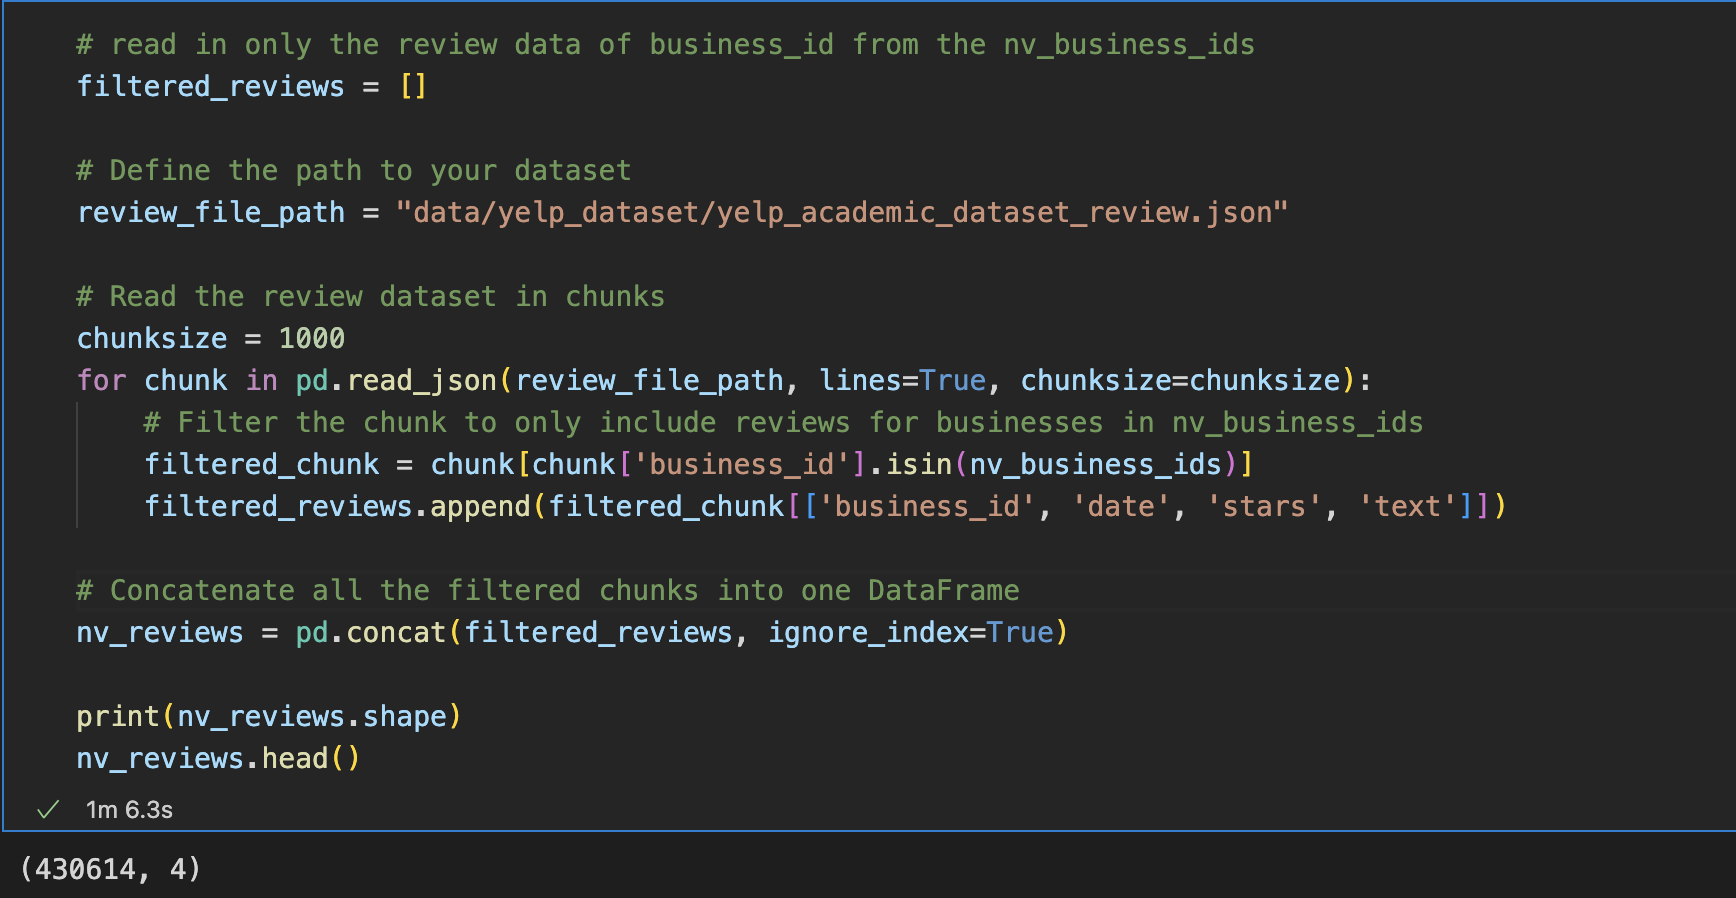 # read in only the review data of business_id from the nv_business_ids
filtered_reviews = []
# Define the path to your dataset
review_file_path = "data/yelp_dataset/yelp_academic_dataset_review.json"
# Read the review dataset in chunks
chunksize = 1000
for chunk in pd.read_json(review_file_path, lines=True, chunksize=chunksize):
    # Filter the chunk to only include reviews for businesses in nv_business_ids
    filtered_chunk = chunk[chunk['business_id'].isin(nv_business_ids)]
    filtered_reviews.append(filtered_chunk[['business_id', 'date', 'stars', 'text']])
# Concatenate all the filtered chunks into one DataFrame
nv_reviews = pd.concat(filtered_reviews, ignore_index=True)
print(nv_reviews.shape)
nv_reviews.head()
✓ 1m 6.3s
(430614, 4)